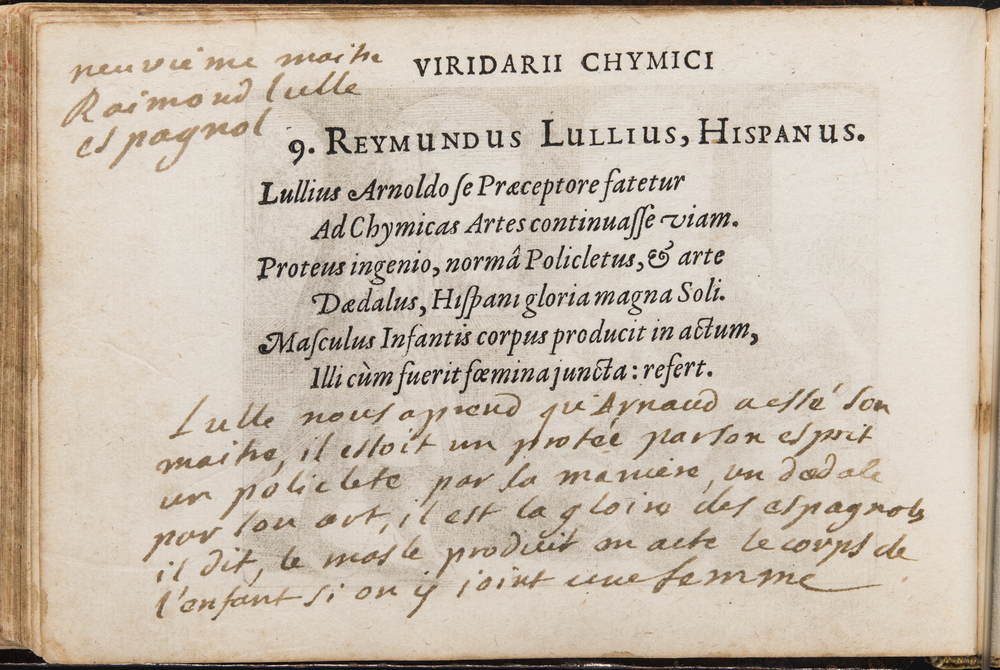 neuvieme maitre
Raimond lulle
espagnol
VIRIDARII CHYMICI
9. REYMUNDUS LULLIUS, HISPANUS.
Lullius Arnoldo ſe Præceptore fatetur
Ad Chymicas Artes continuaſſe viam.
Proteus ingenio, normâ Policletus, & arte
Dædalus, Hiſpani gloria magna Soli.
Maſculus Infantis corpus producit in actum,
Illi cùm fuerit fœmina juncta: refert.
Lulle nous aprend qu'Arnaud a esté son
maitre, il estoit un protée par son esprit
un policlete par sa maniere, un dædale
par son art, il est la gloire des espagnols
il dit, le masle produit en acte le corps de
l'enfant si on y joint une femme